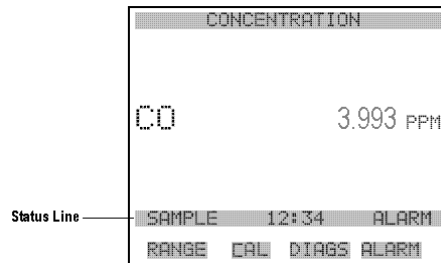 CONCENTRATION
CO 3.993 PPM
Status Line
SAMPLE 12:34 ALARM
RANGE CAL DIAGS ALARM